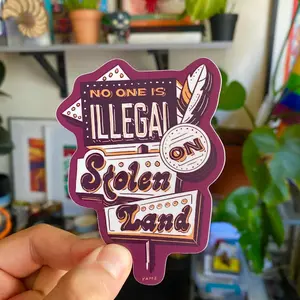 NO ONE IS
ILLEGAL
ON
Stolen
Land